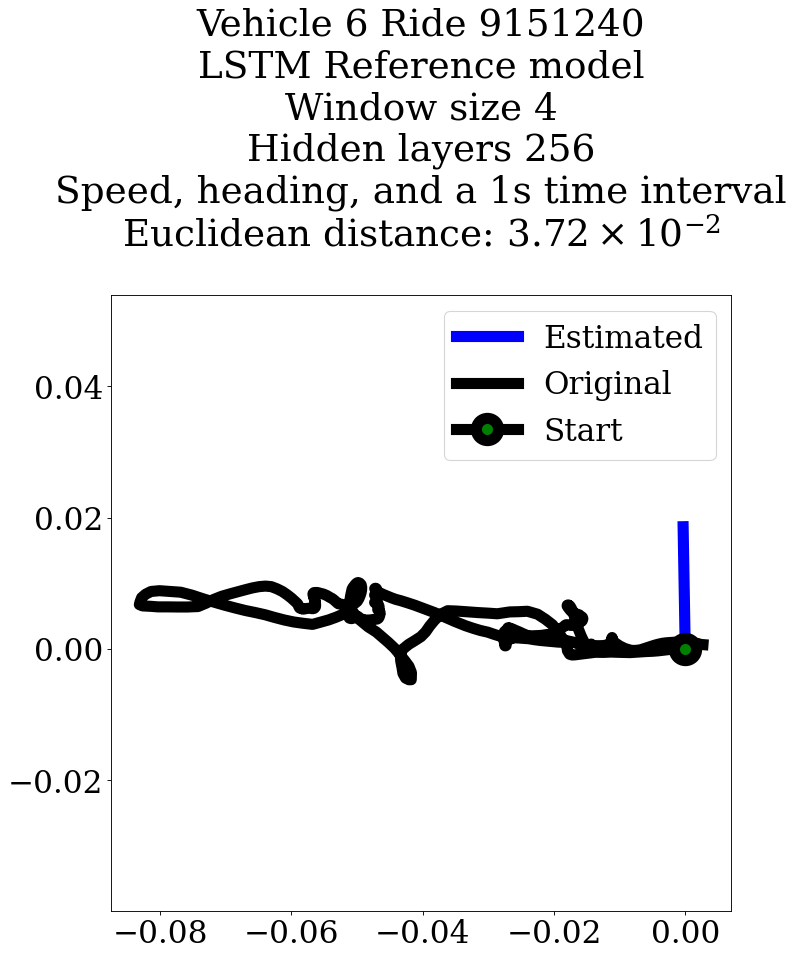 Vehicle 6 Ride 9151240
LSTM Reference model
Window size 4
Hidden layers 256
Speed, heading, and a 1s time interval
Euclidean distance: 3.72 × 10⁻²
Estimated
Original
Start
0.04
0.02
0.00
−0.02
−0.08 −0.06 −0.04 −0.02 0.00